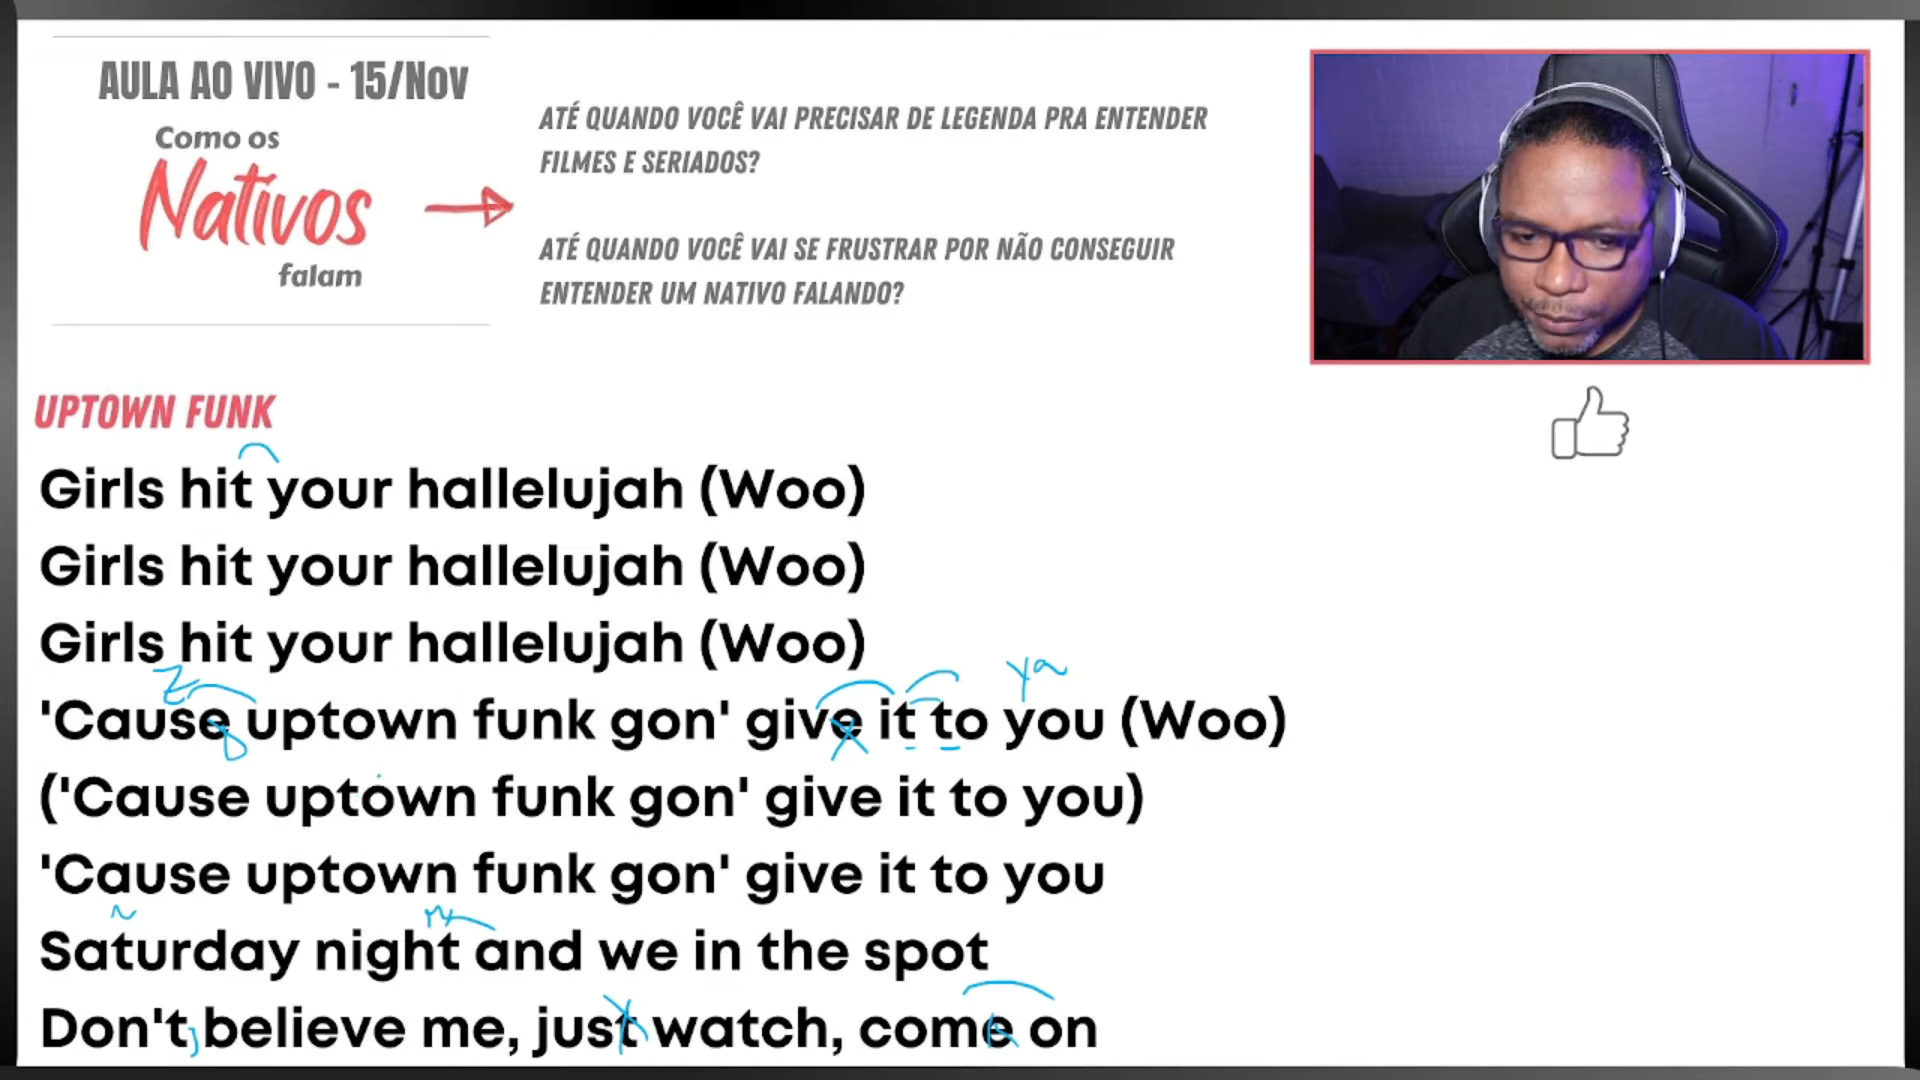 AULA AO VIVO - 15/Nov
Como os
Nativos
falam
ATÉ QUANDO VOCÊ VAI PRECISAR DE LEGENDA PRA ENTENDER
FILMES E SERIADOS?
ATÉ QUANDO VOCÊ VAI SE FRUSTRAR POR NÃO CONSEGUIR
ENTENDER UM NATIVO FALANDO?
UPTOWN FUNK
Girls hit your hallelujah (Woo)
Girls hit your hallelujah (Woo)
Girls hit your hallelujah (Woo)
z ya
'Cause uptown funk gon' give it to you (Woo)
('Cause uptown funk gon' give it to you)
'Cause uptown funk gon' give it to you
Saturday night and we in the spot
Don't believe me, just watch, come on